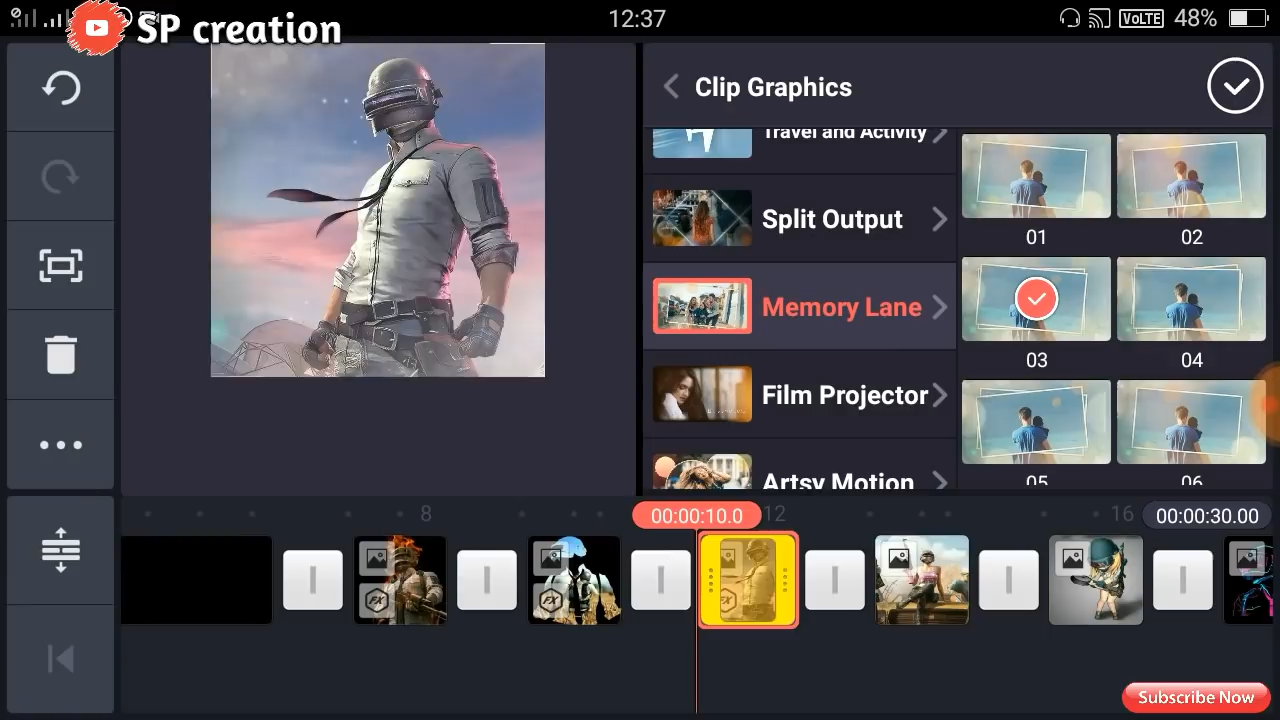 SP creation
12:37
VoLTE 48%
Clip Graphics
Travel and Activity
Split Output
Memory Lane
Film Projector
Artsy Motion
01
02
03
04
05
06
8
00:00:10.0
12
16
00:00:30.00
FX
FX
Subscribe Now